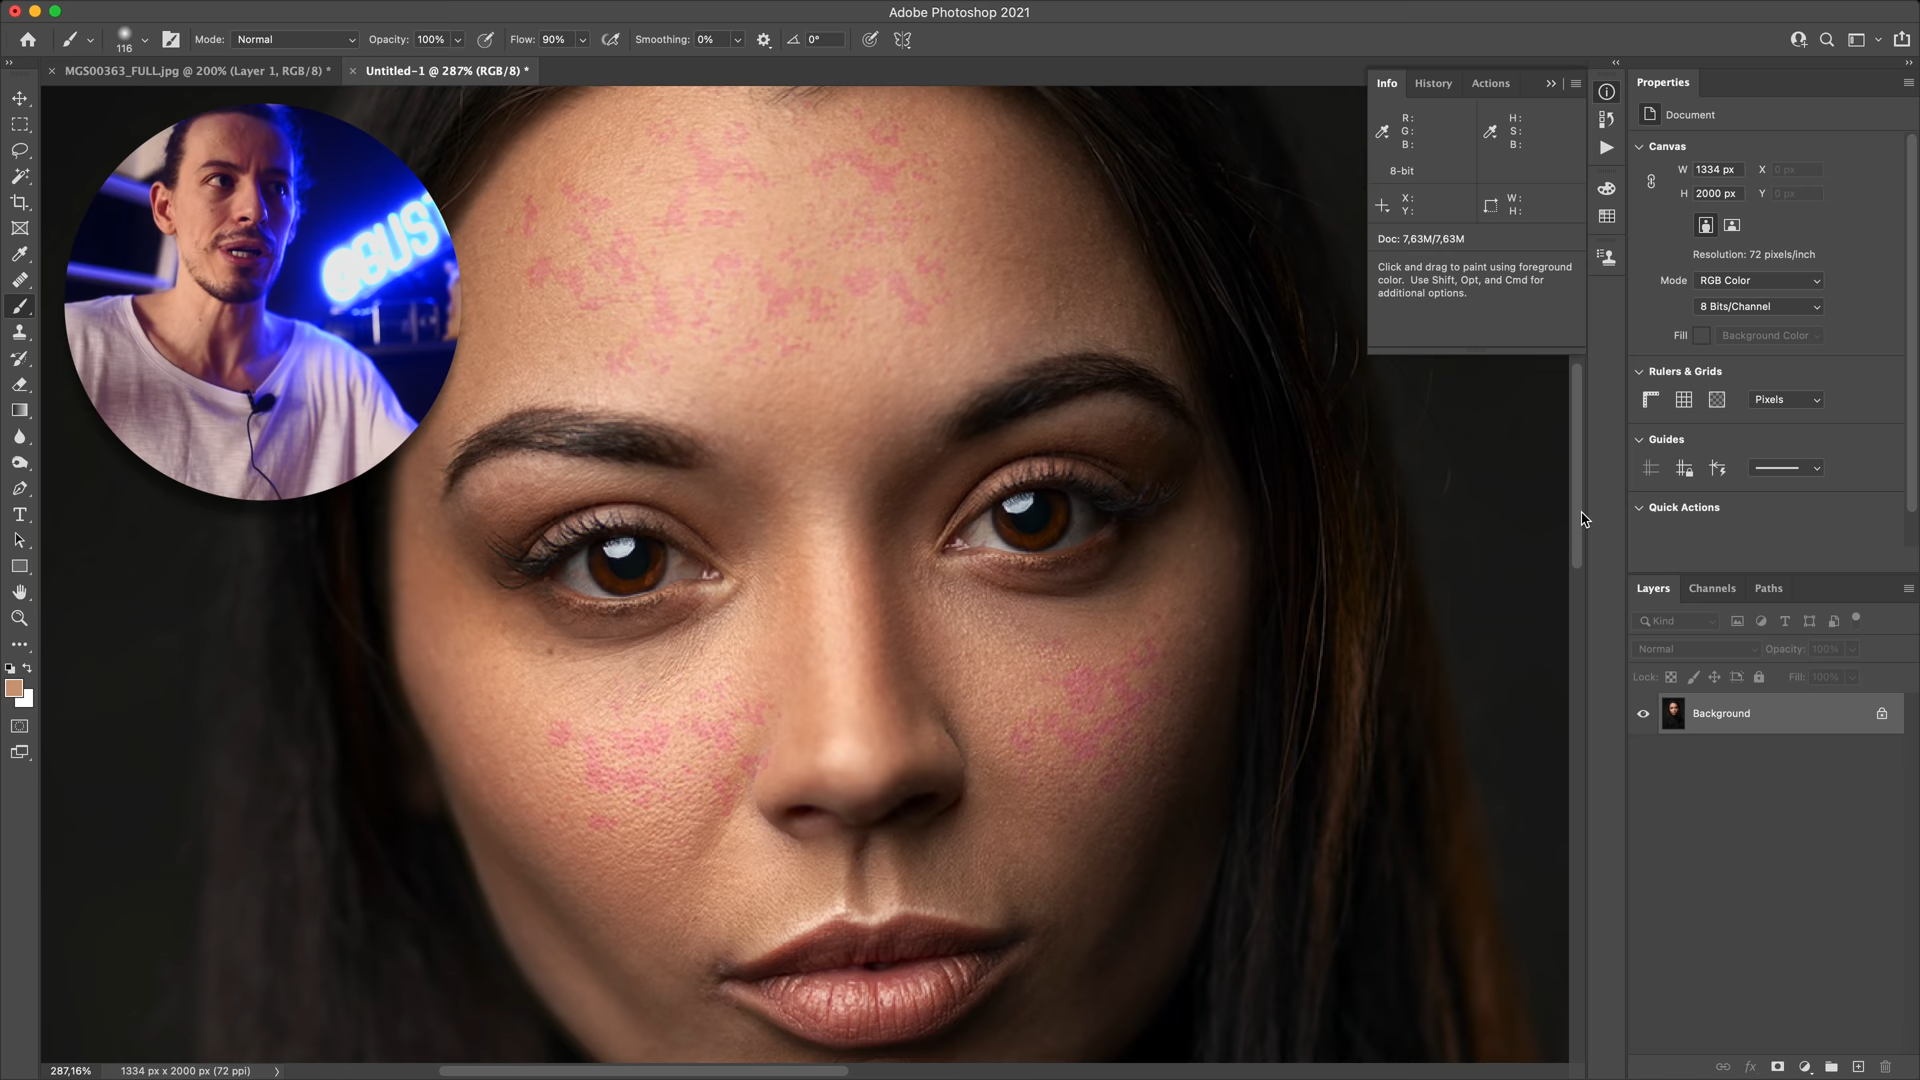 Adobe Photoshop 2021
116
Mode: Normal
Opacity: 100%
Flow: 90%
Smoothing: 0%
0°
MGS00363_FULL.jpg @ 200% (Layer 1, RGB/8) *
Untitled-1 @ 287% (RGB/8) *
@BUST
Info
History
Actions
R:
G:
B:
H:
S:
B:
8-bit
X:
Y:
W:
H:
Doc: 7,63M/7,63M
Click and drag to paint using foreground
color. Use Shift, Opt, and Cmd for
additional options.
Properties
Document
Canvas
W 1334 px X 0 px
H 2000 px Y 0 px
Resolution: 72 pixels/inch
Mode RGB Color
8 Bits/Channel
Fill Background Color
Rulers & Grids
Pixels
Guides
Quick Actions
Layers
Channels
Paths
Kind
Normal
Opacity: 100%
Lock:
Fill: 100%
Background
fx
287,16%
1334 px x 2000 px (72 ppi)